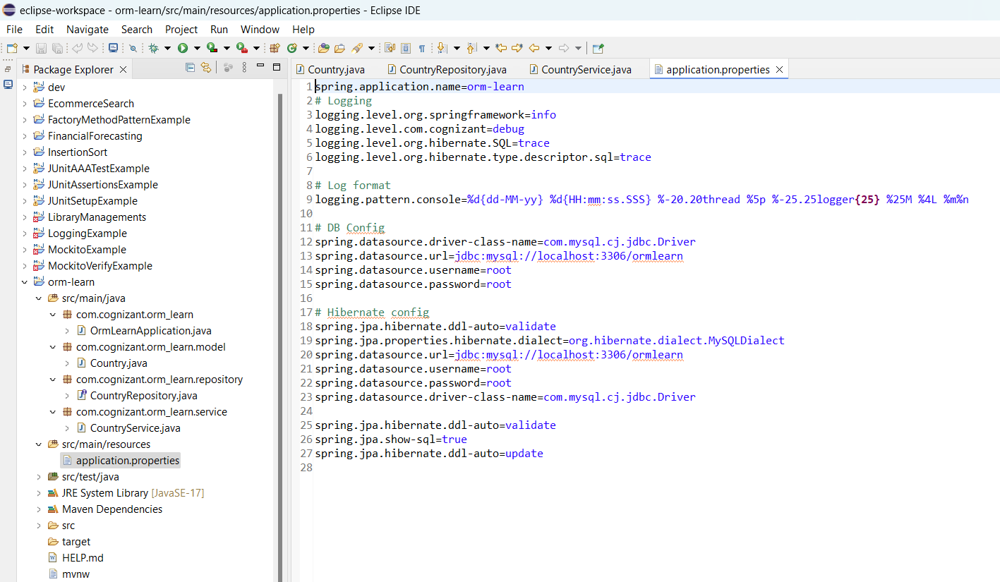 eclipse-workspace - orm-learn/src/main/resources/application.properties - Eclipse IDE
File Edit Navigate Search Project Run Window Help
Package Explorer
dev
EcommerceSearch
FactoryMethodPatternExample
FinancialForecasting
InsertionSort
JUnitAAATestExample
JUnitAssertionsExample
JUnitSetupExample
LibraryManagements
LoggingExample
MockitoExample
MockitoVerifyExample
orm-learn
src/main/java
com.cognizant.orm_learn
OrmLearnApplication.java
com.cognizant.orm_learn.model
Country.java
com.cognizant.orm_learn.repository
CountryRepository.java
com.cognizant.orm_learn.service
CountryService.java
src/main/resources
application.properties
src/test/java
JRE System Library [JavaSE-17]
Maven Dependencies
src
target
HELP.md
mvnw
Country.java CountryRepository.java CountryService.java application.properties
1 spring.application.name=orm-learn
2 # Logging
3 logging.level.org.springframework=info
4 logging.level.com.cognizant=debug
5 logging.level.org.hibernate.SQL=trace
6 logging.level.org.hibernate.type.descriptor.sql=trace
7
8 # Log format
9 logging.pattern.console=%d{dd-MM-yy} %d{HH:mm:ss.SSS} %-20.20thread %5p %-25.25logger{25} %25M %4L %m%n
10
11 # DB Config
12 spring.datasource.driver-class-name=com.mysql.cj.jdbc.Driver
13 spring.datasource.url=jdbc:mysql://localhost:3306/ormlearn
14 spring.datasource.username=root
15 spring.datasource.password=root
16
17 # Hibernate config
18 spring.jpa.hibernate.ddl-auto=validate
19 spring.jpa.properties.hibernate.dialect=org.hibernate.dialect.MySQLDialect
20 spring.datasource.url=jdbc:mysql://localhost:3306/ormlearn
21 spring.datasource.username=root
22 spring.datasource.password=root
23 spring.datasource.driver-class-name=com.mysql.cj.jdbc.Driver
24
25 spring.jpa.hibernate.ddl-auto=validate
26 spring.jpa.show-sql=true
27 spring.jpa.hibernate.ddl-auto=update
28